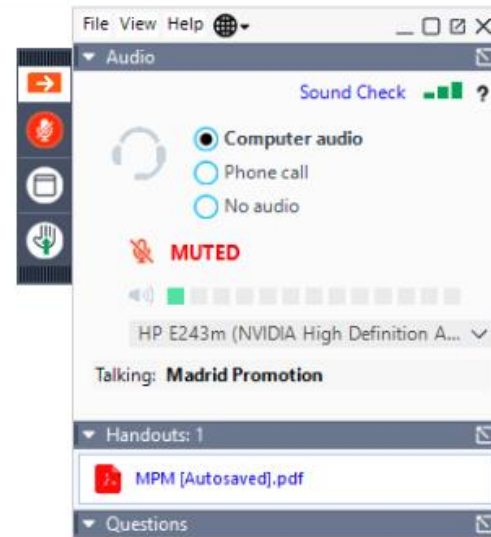 File View Help
Audio
Sound Check ?
Computer audio
Phone call
No audio
MUTED
HP E243m (NVIDIA High Definition A...
Talking: Madrid Promotion
Handouts: 1
MPM [Autosaved].pdf
Questions